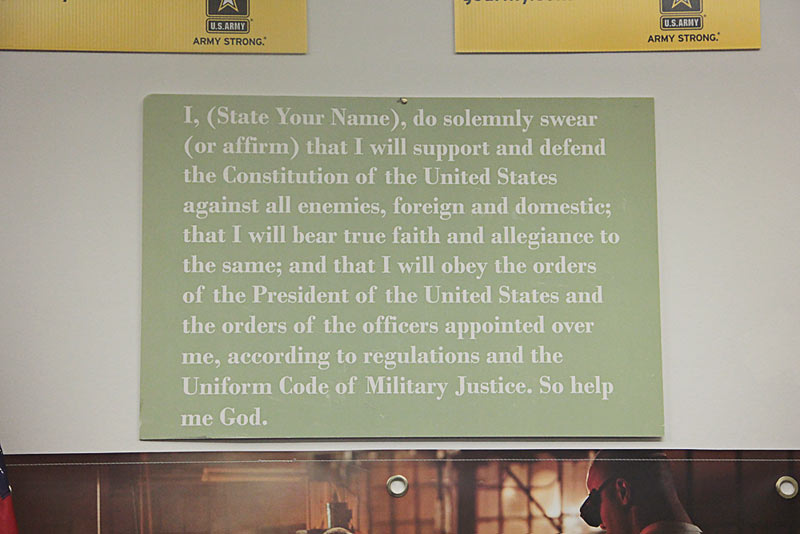 U.S.ARMY
ARMY STRONG.®
U.S.ARMY
ARMY STRONG.®
I, (State Your Name), do solemnly swear
(or affirm) that I will support and defend
the Constitution of the United States
against all enemies, foreign and domestic;
that I will bear true faith and allegiance to
the same; and that I will obey the orders
of the President of the United States and
the orders of the officers appointed over
me, according to regulations and the
Uniform Code of Military Justice. So help
me God.